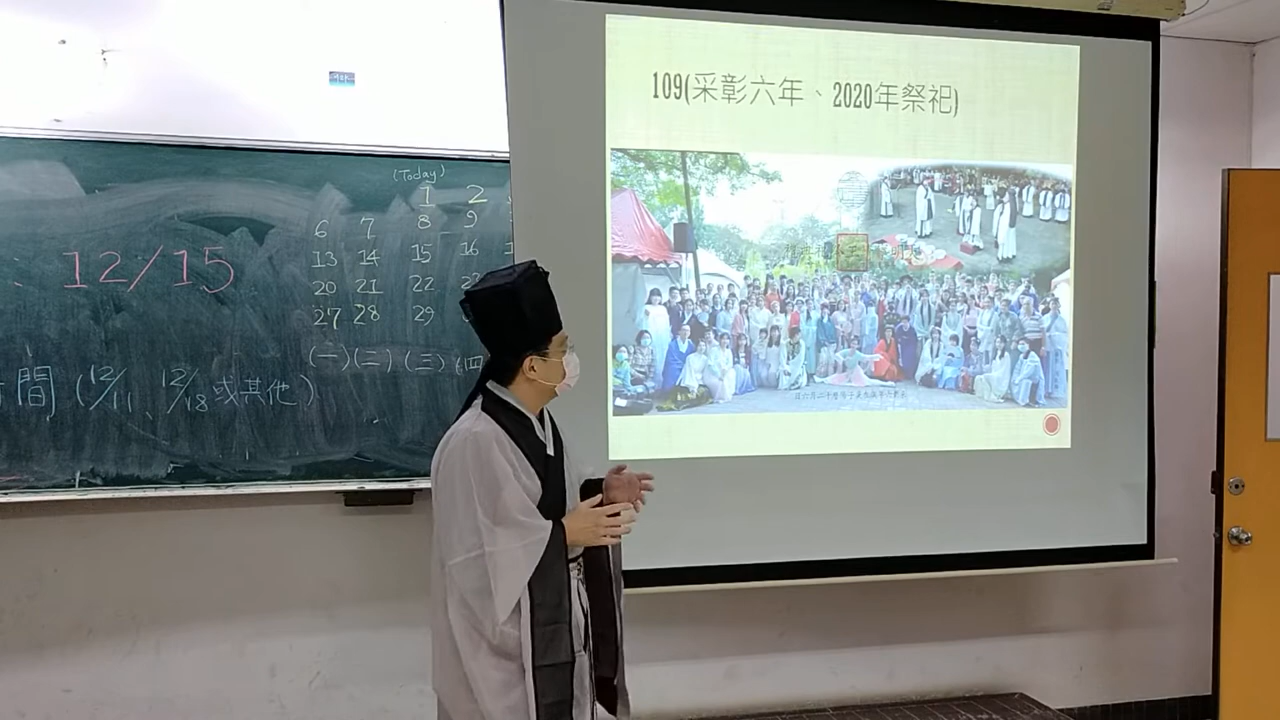 109(采彰六年、2020年祭祀)
(Today)
1 2
6 7 8 9
13 14 15 16
20 21 22
27 28 29
(一)(二)(三)(四
12/15
間(12/11、12/18或其他)